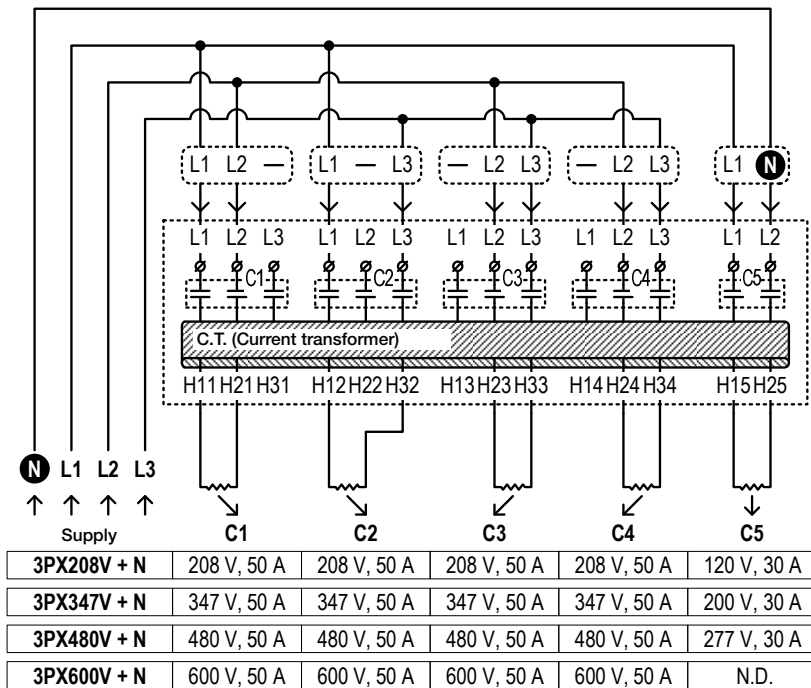 L1 L2 — L1 — L3 — L2 L3 — L2 L3 L1 N
L1 L2 L3 L1 L2 L3 L1 L2 L3 L1 L2 L3 L1 L2
C1 C2 C3 C4 C5
C.T. (Current transformer)
H11 H21 H31 H12 H22 H32 H13 H23 H33 H14 H24 H34 H15 H25
N L1 L2 L3
Supply C1 C2 C3 C4 C5
3PX208V + N 208 V, 50 A 208 V, 50 A 208 V, 50 A 208 V, 50 A 120 V, 30 A
3PX347V + N 347 V, 50 A 347 V, 50 A 347 V, 50 A 347 V, 50 A 200 V, 30 A
3PX480V + N 480 V, 50 A 480 V, 50 A 480 V, 50 A 480 V, 50 A 277 V, 30 A
3PX600V + N 600 V, 50 A 600 V, 50 A 600 V, 50 A 600 V, 50 A N.D.